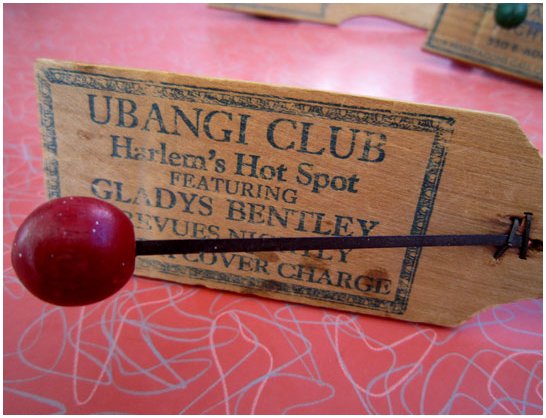 UBANGI CLUB
Harlem's Hot Spot
FEATURING
GLADYS BENTLEY
REVUES
COVER CHARGE